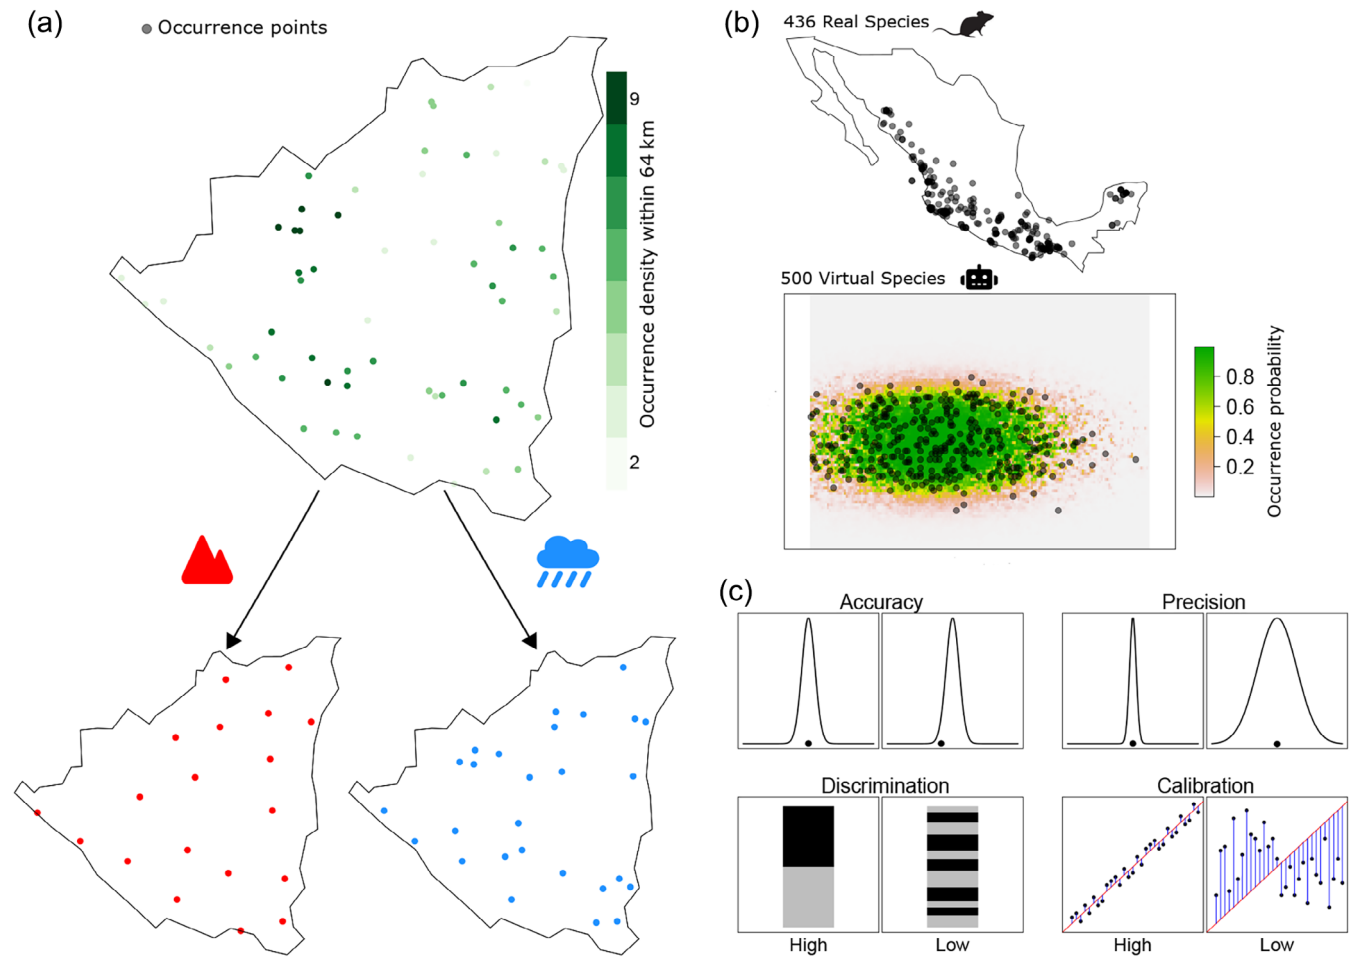 (a)
Occurrence points
9
Occurrence density within 64 km
2
(b)
436 Real Species
500 Virtual Species
0.8
0.6
0.4
0.2
Occurrence probability
(c)
Accuracy
Precision
Discrimination
Calibration
High
Low
High
Low